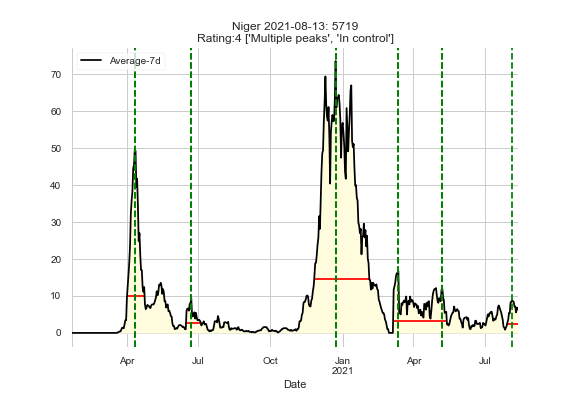 Niger 2021-08-13: 5719
Rating:4 ['Multiple peaks', 'In control']
Average-7d
70
60
50
40
30
20
10
0
Apr
Jul
Oct
Jan
2021
Apr
Jul
Date